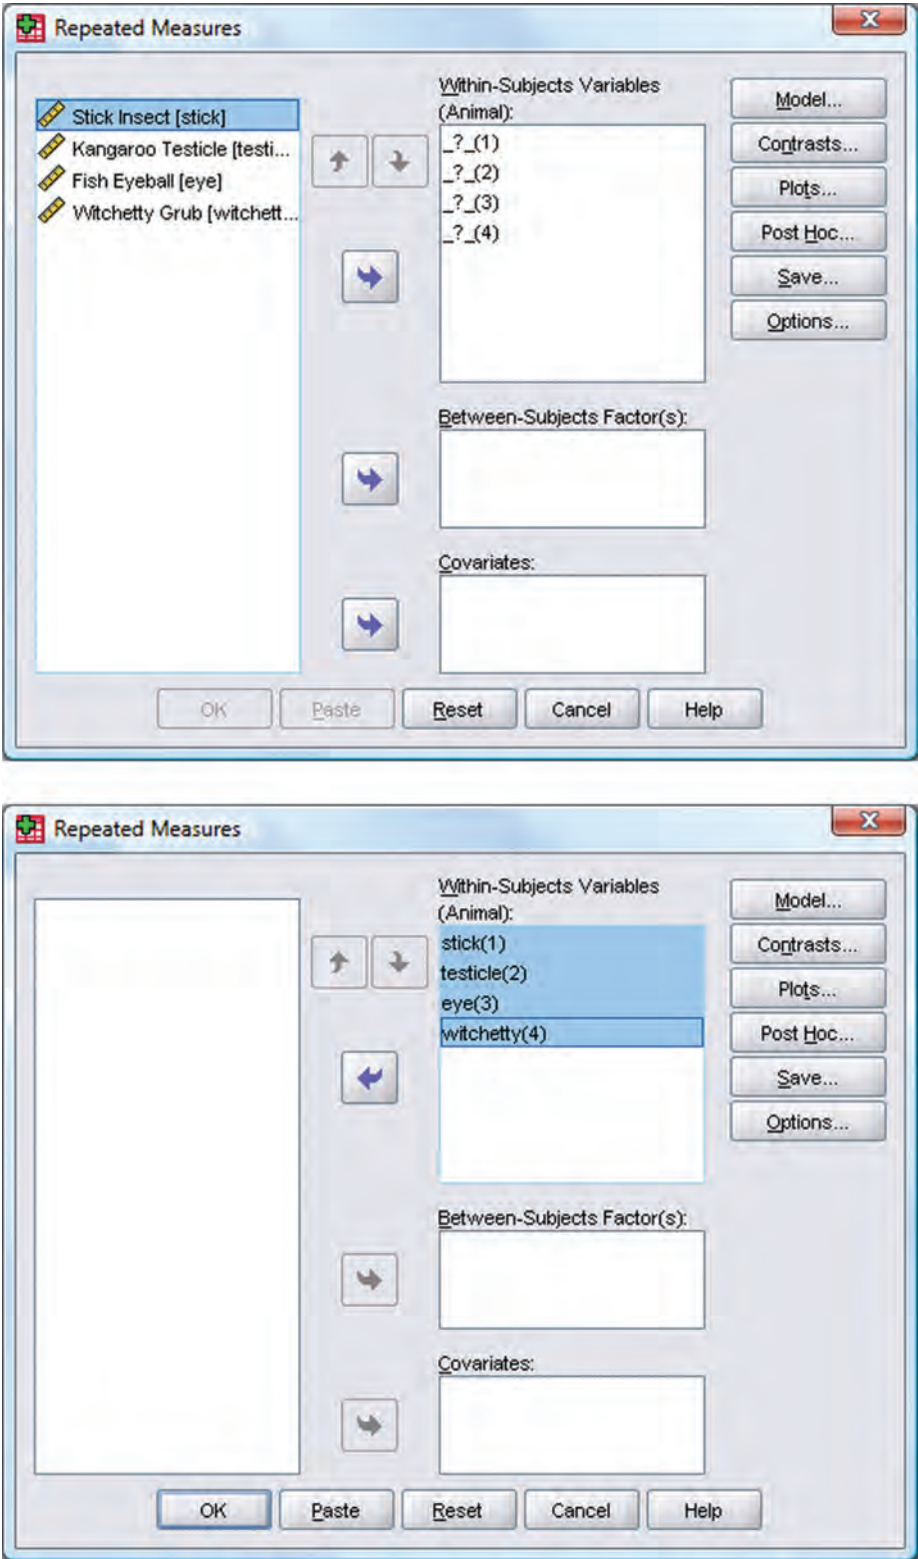 Repeated Measures
Within-Subjects Variables
(Animal):
Stick Insect [stick]
Kangaroo Testicle [testi...
Fish Eyeball [eye]
Witchetty Grub [witchett...
_?_(1)
_?_(2)
_?_(3)
_?_(4)
Model...
Contrasts...
Plots...
Post Hoc...
Save...
Options...
Between-Subjects Factor(s):
Covariates:
OK Paste Reset Cancel Help
Repeated Measures
Within-Subjects Variables
(Animal):
stick(1)
testicle(2)
eye(3)
witchetty(4)
Model...
Contrasts...
Plots...
Post Hoc...
Save...
Options...
Between-Subjects Factor(s):
Covariates:
OK Paste Reset Cancel Help